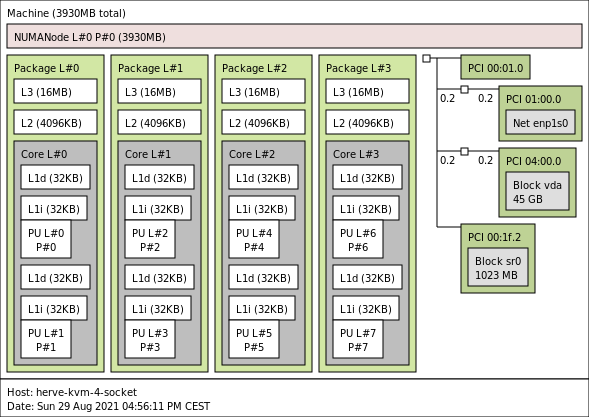 Machine (3930MB total)
NUMANode L#0 P#0 (3930MB)
Package L#0
L3 (16MB)
L2 (4096KB)
Core L#0
L1d (32KB)
L1i (32KB)
PU L#0
P#0
L1d (32KB)
L1i (32KB)
PU L#1
P#1
Package L#1
L3 (16MB)
L2 (4096KB)
Core L#1
L1d (32KB)
L1i (32KB)
PU L#2
P#2
L1d (32KB)
L1i (32KB)
PU L#3
P#3
Package L#2
L3 (16MB)
L2 (4096KB)
Core L#2
L1d (32KB)
L1i (32KB)
PU L#4
P#4
L1d (32KB)
L1i (32KB)
PU L#5
P#5
Package L#3
L3 (16MB)
L2 (4096KB)
Core L#3
L1d (32KB)
L1i (32KB)
PU L#6
P#6
L1d (32KB)
L1i (32KB)
PU L#7
P#7
PCI 00:01.0
0.2
0.2
PCI 01:00.0
Net enp1s0
0.2
0.2
PCI 04:00.0
Block vda
45 GB
PCI 00:1f.2
Block sr0
1023 MB
Host: herve-kvm-4-socket
Date: Sun 29 Aug 2021 04:56:11 PM CEST